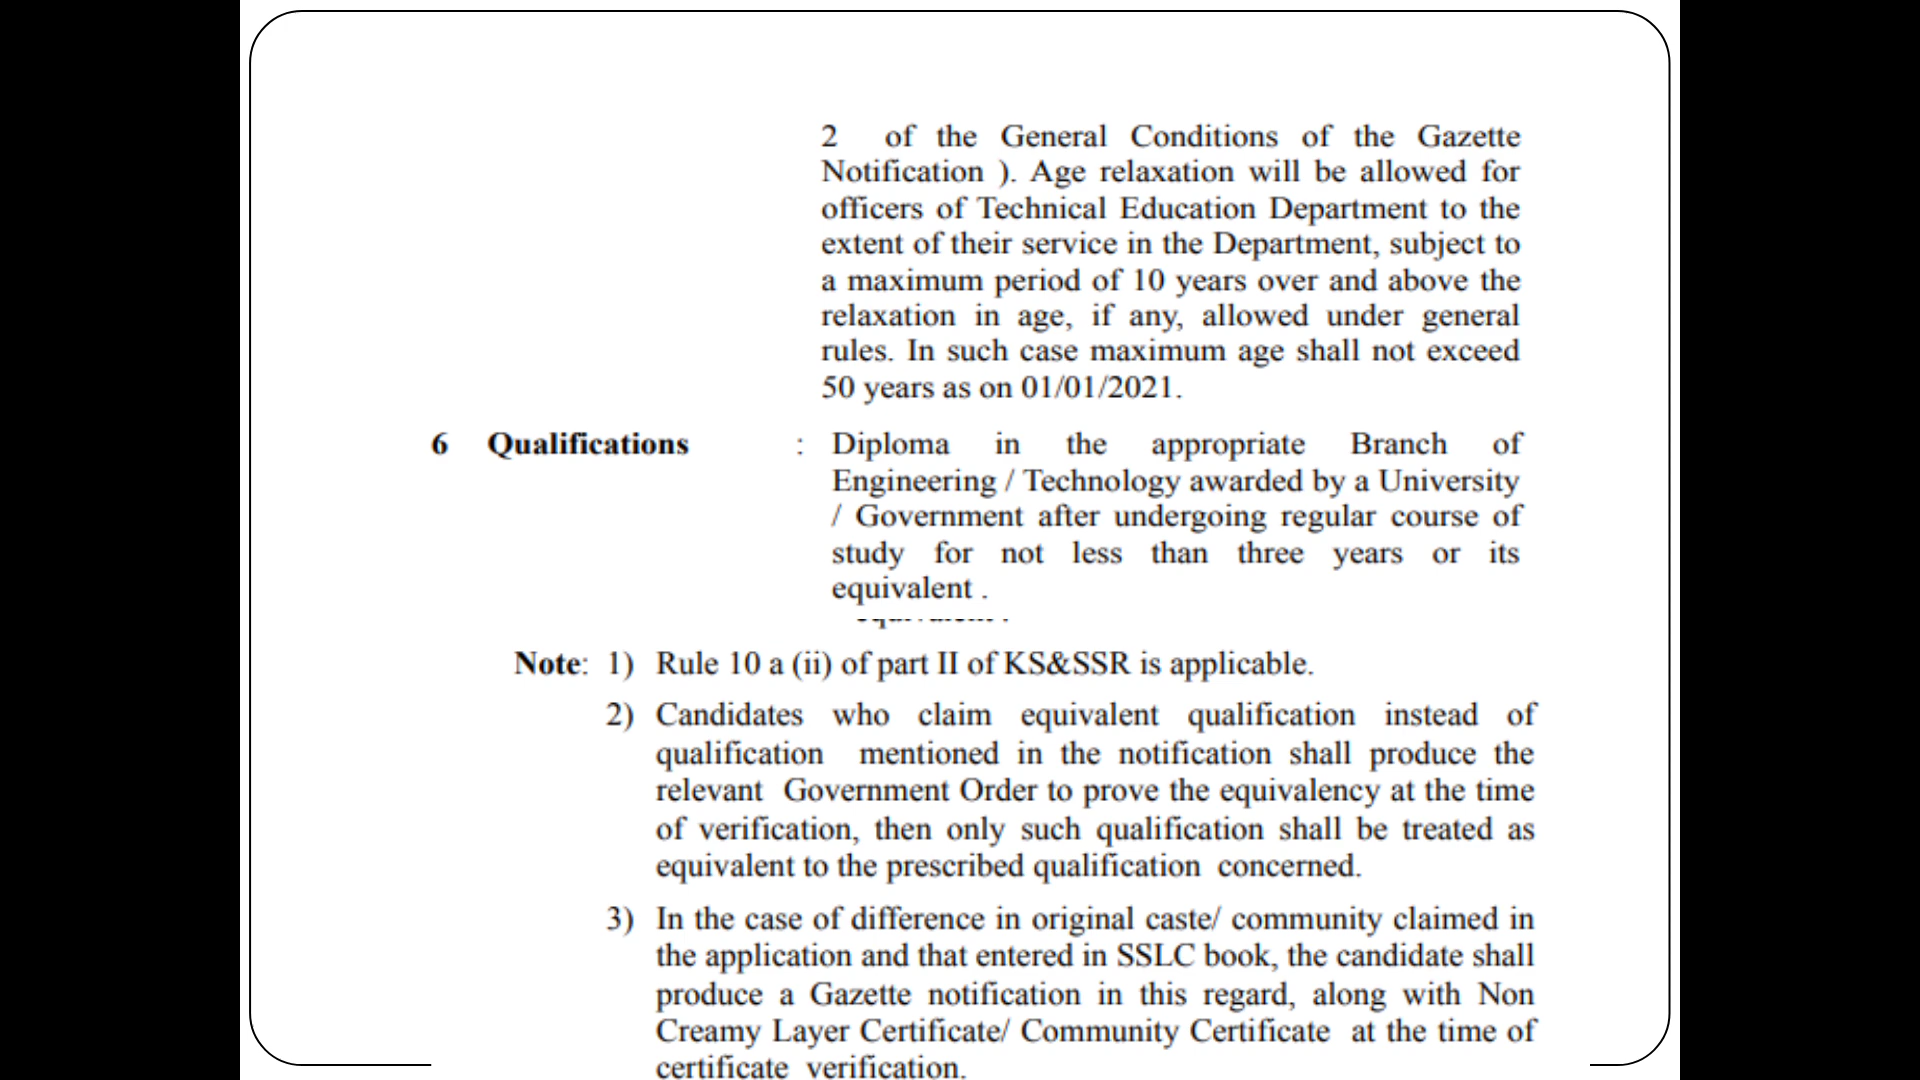 2 of the General Conditions of the Gazette
Notification ). Age relaxation will be allowed for
officers of Technical Education Department to the
extent of their service in the Department, subject to
a maximum period of 10 years over and above the
relaxation in age, if any, allowed under general
rules. In such case maximum age shall not exceed
50 years as on 01/01/2021.
6 Qualifications : Diploma in the appropriate Branch of
Engineering / Technology awarded by a University
/ Government after undergoing regular course of
study for not less than three years or its
equivalent .
Note: 1) Rule 10 a (ii) of part II of KS&SSR is applicable.
2) Candidates who claim equivalent qualification instead of
qualification mentioned in the notification shall produce the
relevant Government Order to prove the equivalency at the time
of verification, then only such qualification shall be treated as
equivalent to the prescribed qualification concerned.
3) In the case of difference in original caste/ community claimed in
the application and that entered in SSLC book, the candidate shall
produce a Gazette notification in this regard, along with Non
Creamy Layer Certificate/ Community Certificate at the time of
certificate verification.